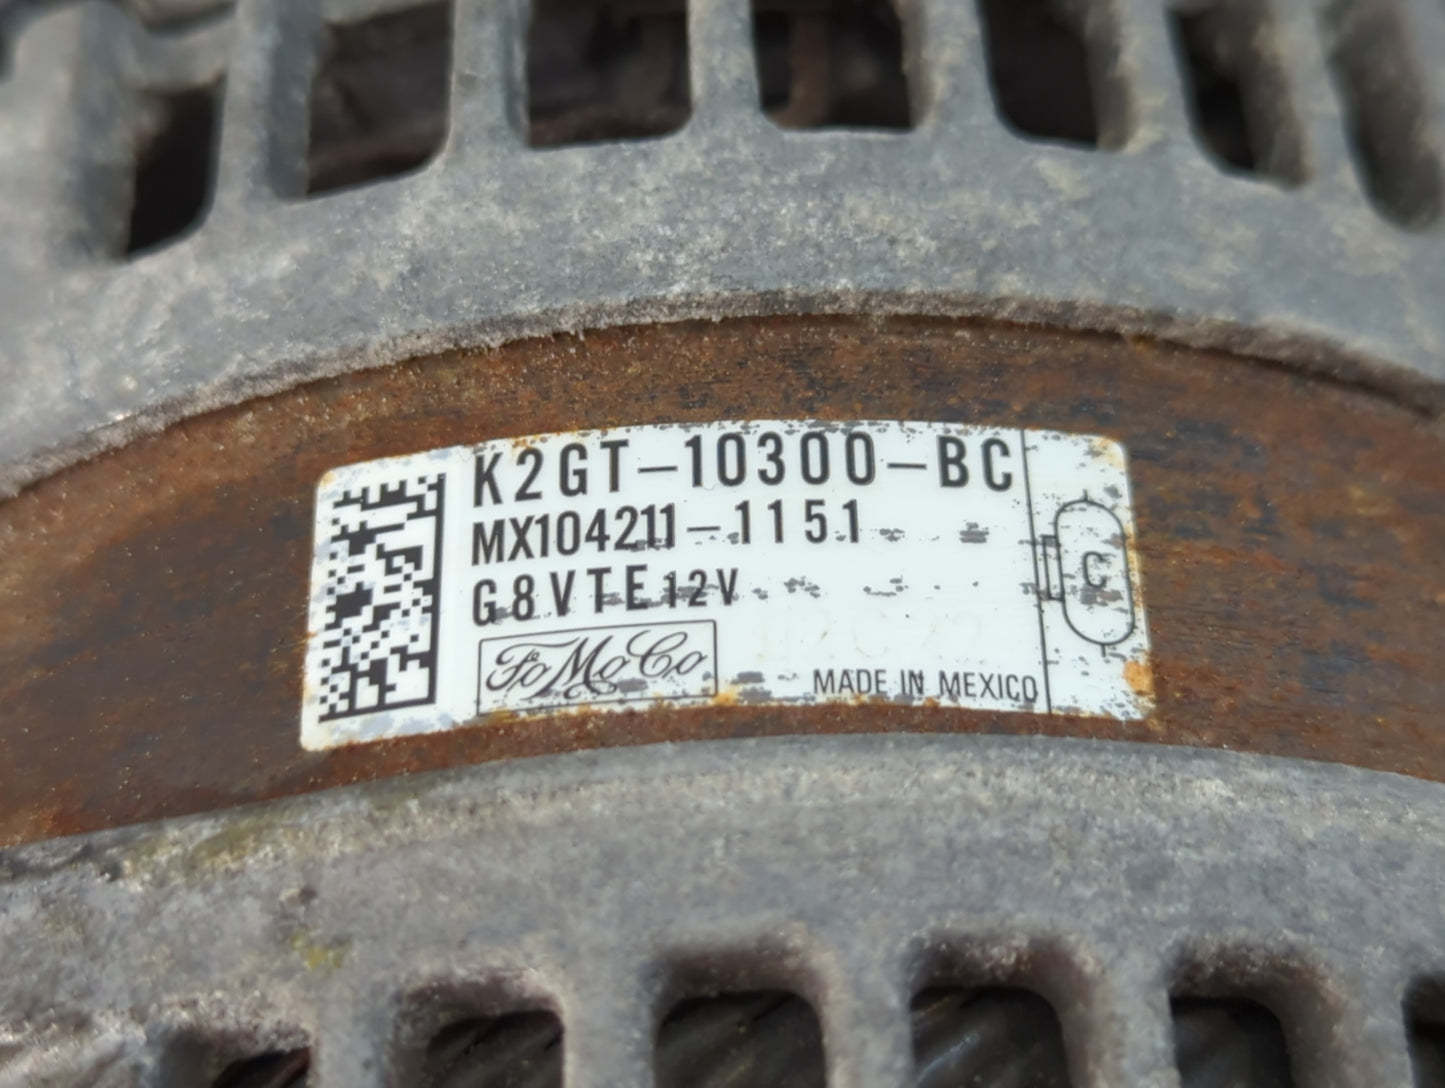 K2GT-10300-BC
MX104211-1151
G8VTE 12V
FoMoCo
MADE IN MEXICO
C